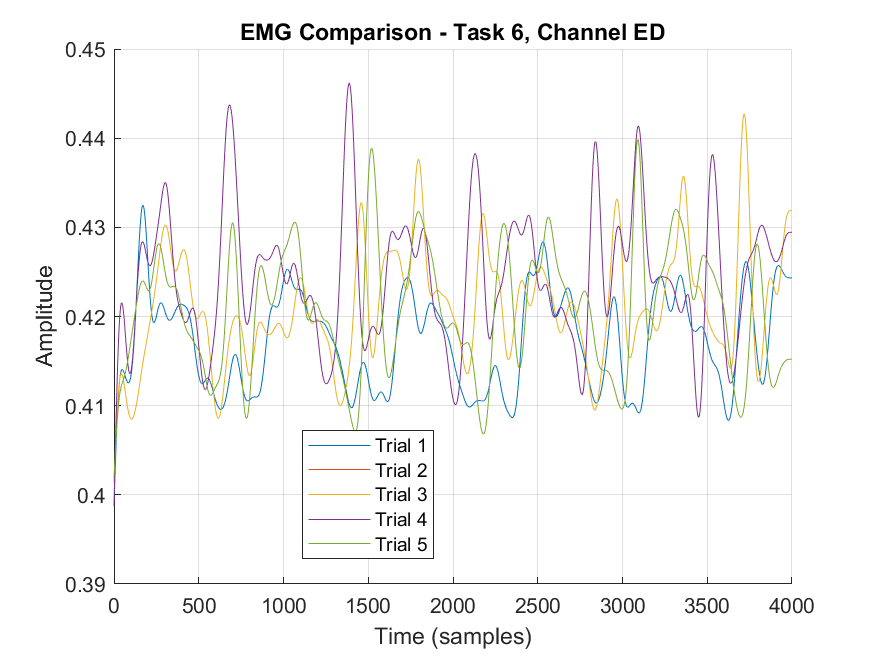 EMG Comparison - Task 6, Channel ED
0.45
0.44
0.43
0.42
0.41
0.4
0.39
Amplitude
Trial 1
Trial 2
Trial 3
Trial 4
Trial 5
0 500 1000 1500 2000 2500 3000 3500 4000
Time (samples)